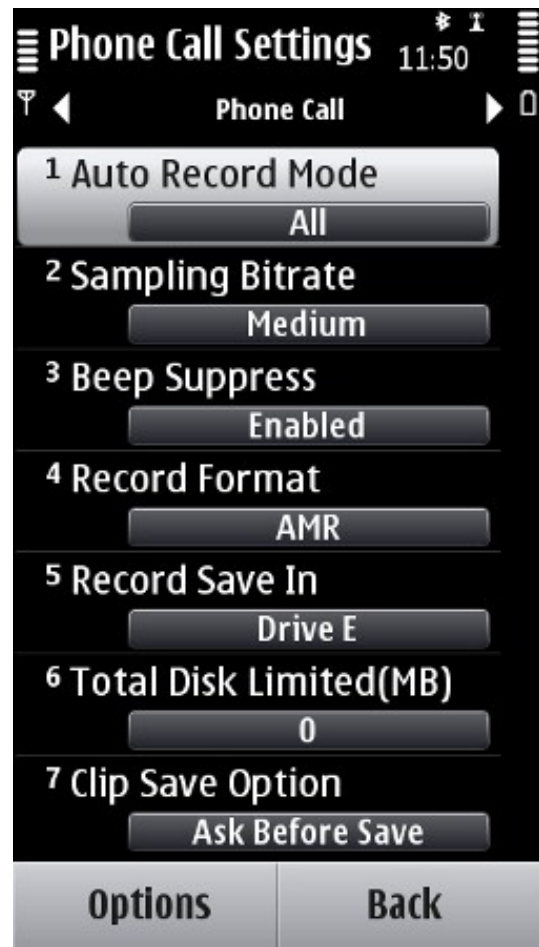 Phone Call Settings
11:50
Phone Call
1 Auto Record Mode
All
2 Sampling Bitrate
Medium
3 Beep Suppress
Enabled
4 Record Format
AMR
5 Record Save In
Drive E
6 Total Disk Limited(MB)
0
7 Clip Save Option
Ask Before Save
Options Back